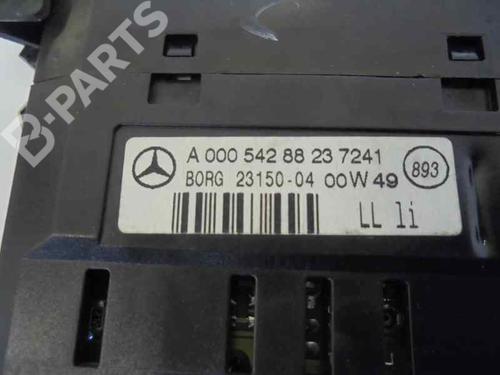 B-PARTS
A 000 542 88 23 7241
BORG 23150-04 00W49
893
LL li
L